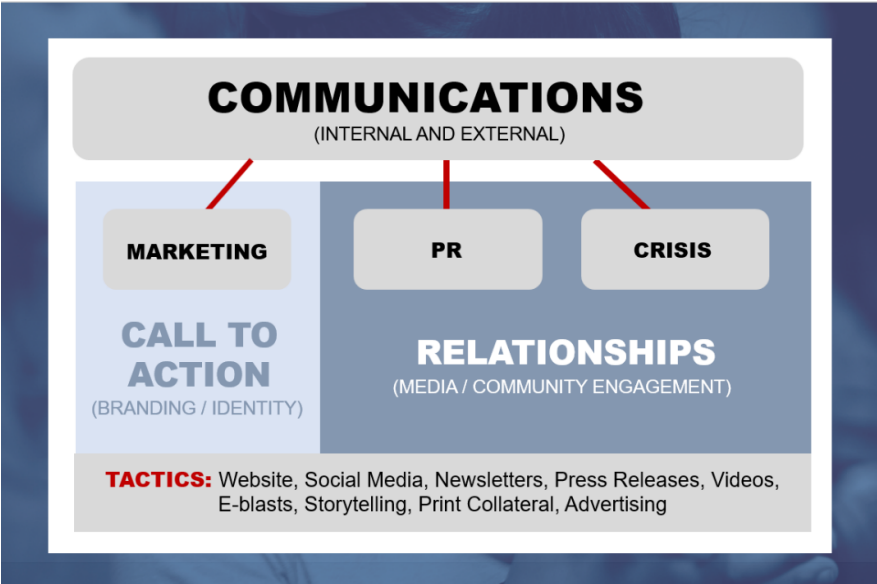 COMMUNICATIONS
(INTERNAL AND EXTERNAL)
MARKETING
PR
CRISIS
CALL TO
ACTION
(BRANDING / IDENTITY)
RELATIONSHIPS
(MEDIA / COMMUNITY ENGAGEMENT)
TACTICS: Website, Social Media, Newsletters, Press Releases, Videos,
E-blasts, Storytelling, Print Collateral, Advertising